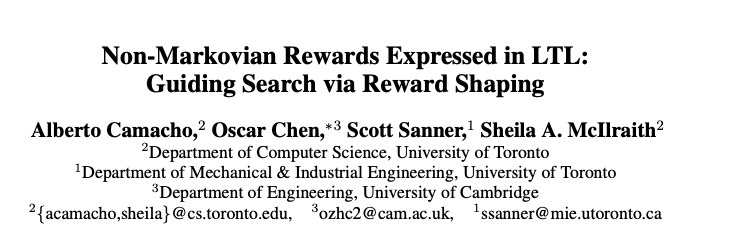 Non-Markovian Rewards Expressed in LTL:
Guiding Search via Reward Shaping
Alberto Camacho,² Oscar Chen,*³ Scott Sanner,¹ Sheila A. McIlraith²
²Department of Computer Science, University of Toronto
¹Department of Mechanical & Industrial Engineering, University of Toronto
³Department of Engineering, University of Cambridge
²{acamacho,sheila}@cs.toronto.edu, ³ozhc2@cam.ac.uk, ¹ssanner@mie.utoronto.ca